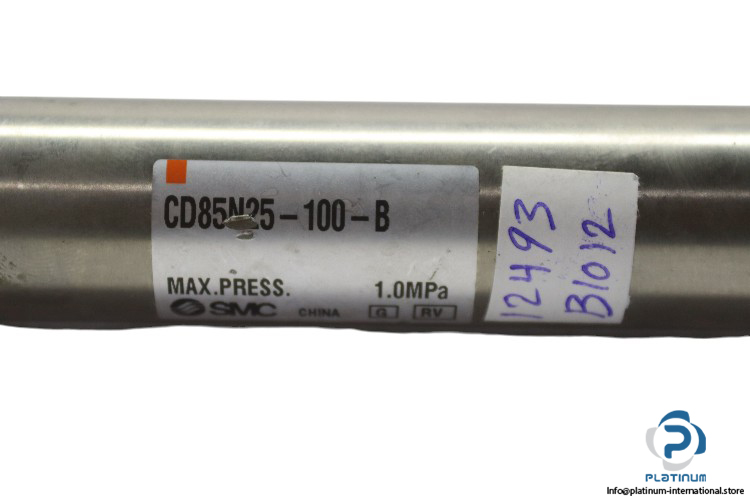 CD85N25-100-B
MAX.PRESS. 1.0MPa
SMC CHINA G RV
12493
B1012
PLATINUM
Info@platinum-international.store